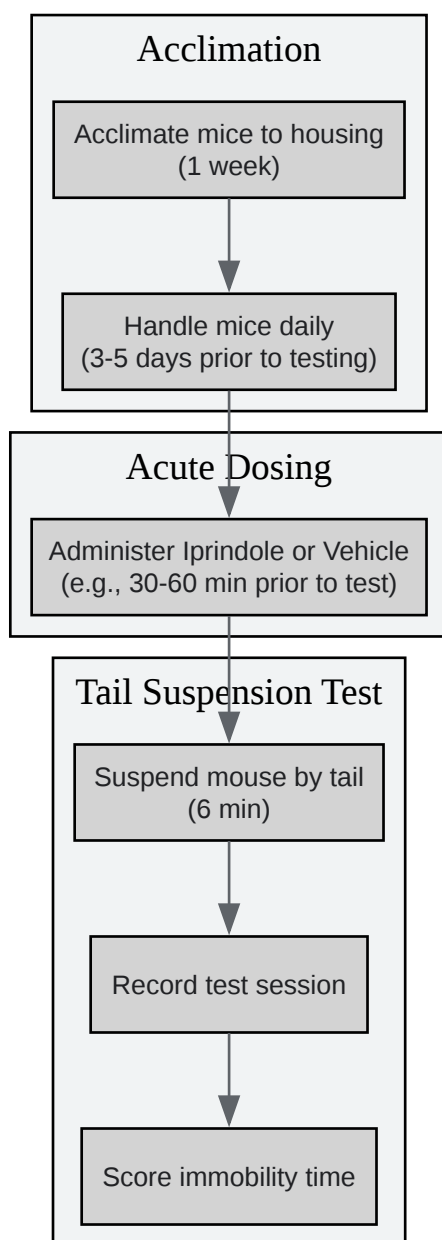 Acclimation
Acclimate mice to housing
(1 week)
Handle mice daily
(3-5 days prior to testing)
Acute Dosing
Administer Iprindole or Vehicle
(e.g., 30-60 min prior to test)
Tail Suspension Test
Suspend mouse by tail
(6 min)
Record test session
Score immobility time